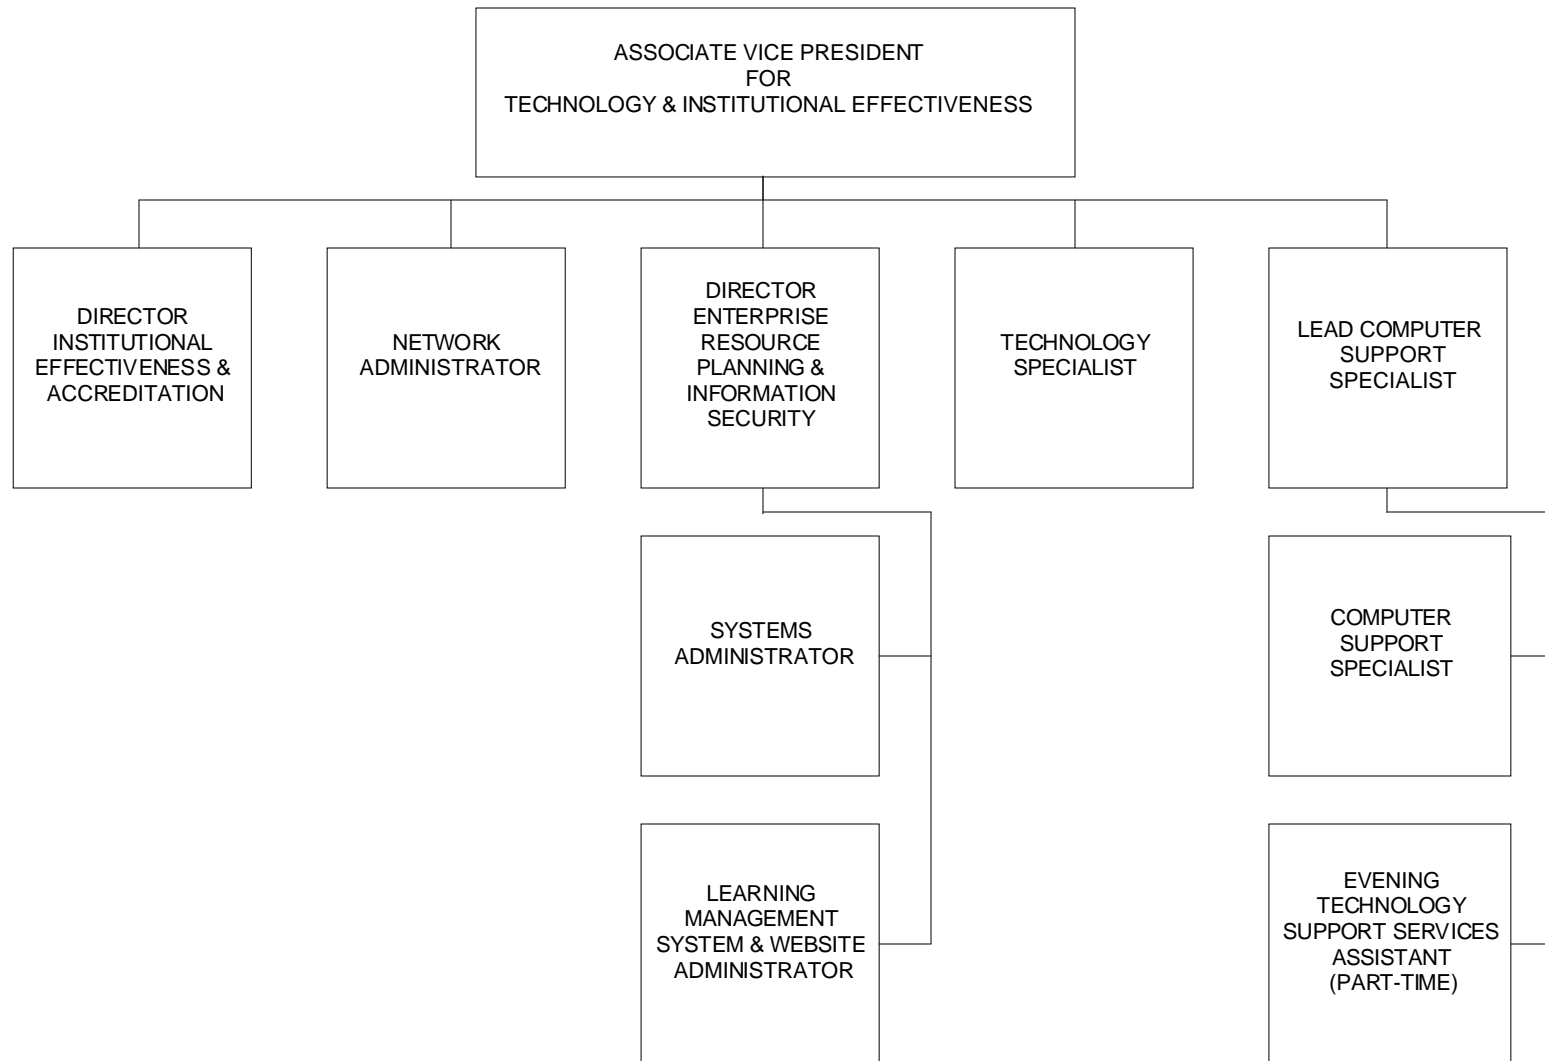 ASSOCIATE VICE PRESIDENT
FOR
TECHNOLOGY & INSTITUTIONAL EFFECTIVENESS
DIRECTOR
INSTITUTIONAL
EFFECTIVENESS &
ACCREDITATION
NETWORK
ADMINISTRATOR
DIRECTOR
ENTERPRISE
RESOURCE
PLANNING &
INFORMATION
SECURITY
TECHNOLOGY
SPECIALIST
LEAD COMPUTER
SUPPORT
SPECIALIST
SYSTEMS
ADMINISTRATOR
COMPUTER
SUPPORT
SPECIALIST
LEARNING
MANAGEMENT
SYSTEM & WEBSITE
ADMINISTRATOR
EVENING
TECHNOLOGY
SUPPORT SERVICES
ASSISTANT
(PART-TIME)